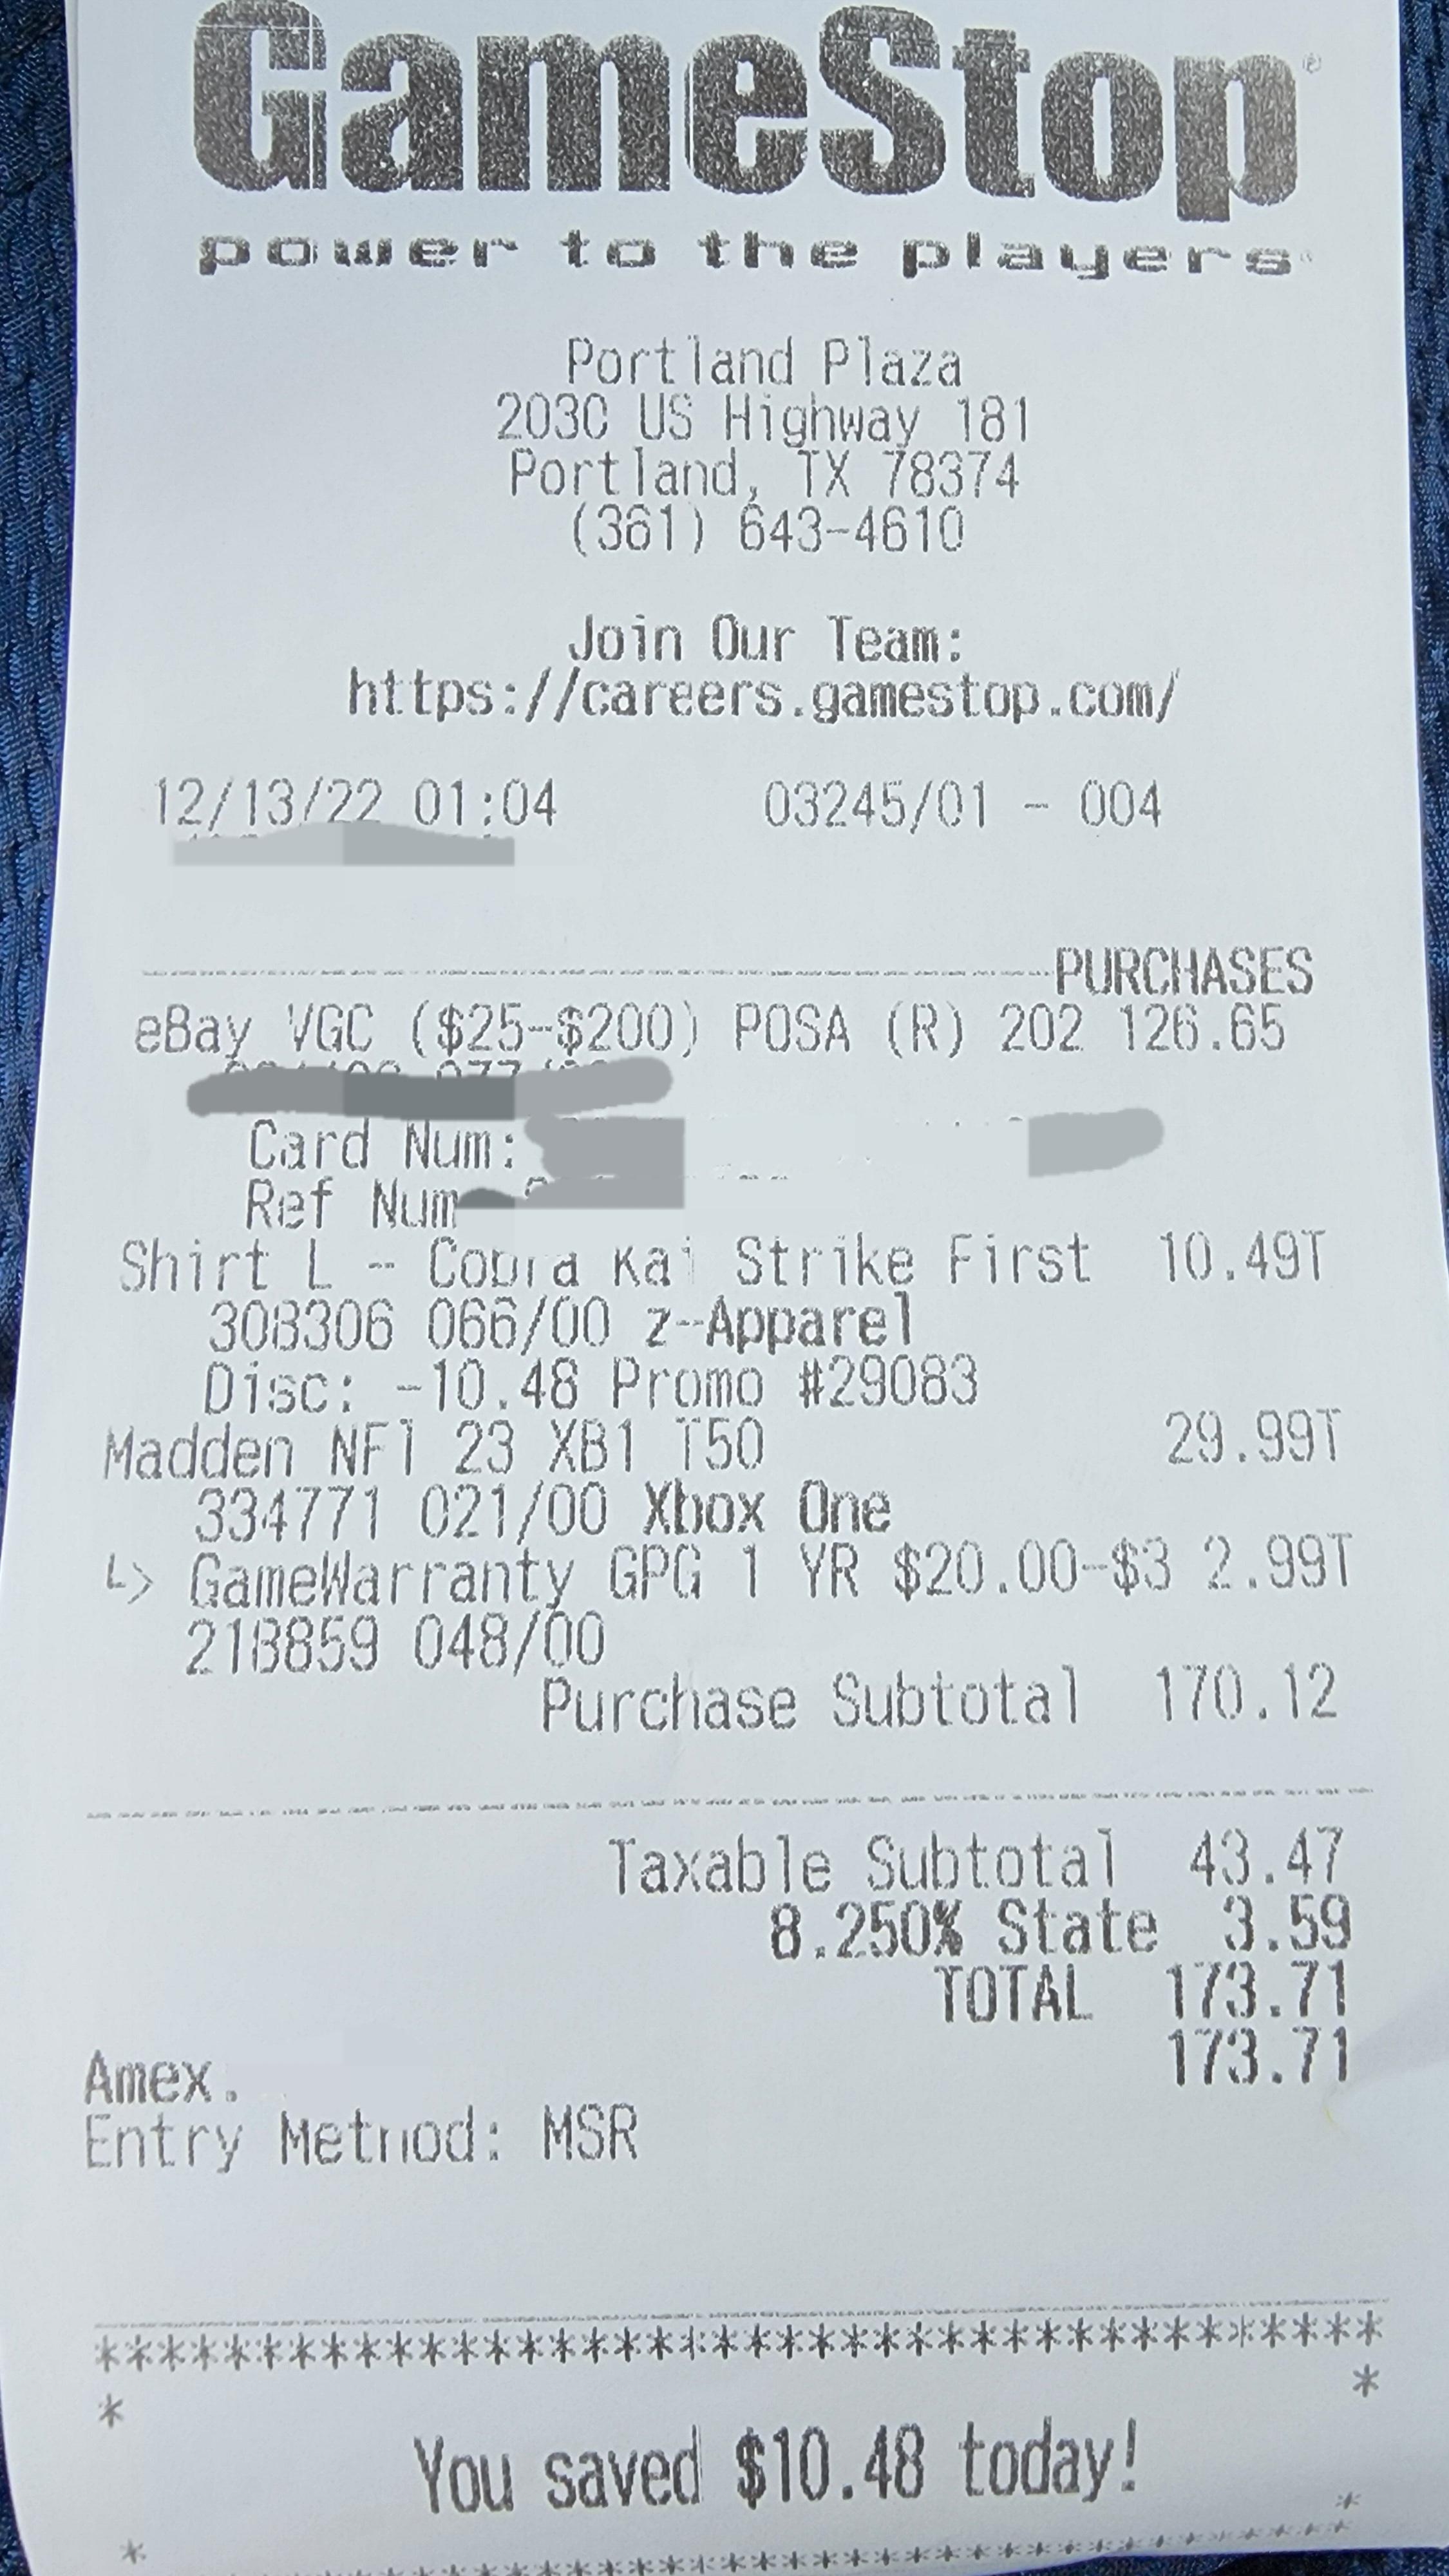 GameStop®
power to the players
Portland Plaza
2030 US Highway 181
Portland, TX 78374
(361) 643-4610
Join Our Team:
https://careers.gamestop.com/
12/13/22 01:04 03245/01 - 004
PURCHASES
eBay VGC ($25-$200) POSA (R) 202 126.65
Card Num:
Ref Num
Shirt L - Cobra Kai Strike First 10.49T
308306 066/00 z-Apparel
Disc: -10.48 Promo #29083
Madden NFl 23 XB1 T50 29.99T
334771 021/00 Xbox One
↳ GameWarranty GPG 1 YR $20.00-$3 2.99T
218859 048/00
Purchase Subtotal 170.12
Taxable Subtotal 43.47
8.250% State 3.59
TOTAL 173.71
173.71
Amex.
Entry Method: MSR
****************************************
* *
You saved $10.48 today!
* *